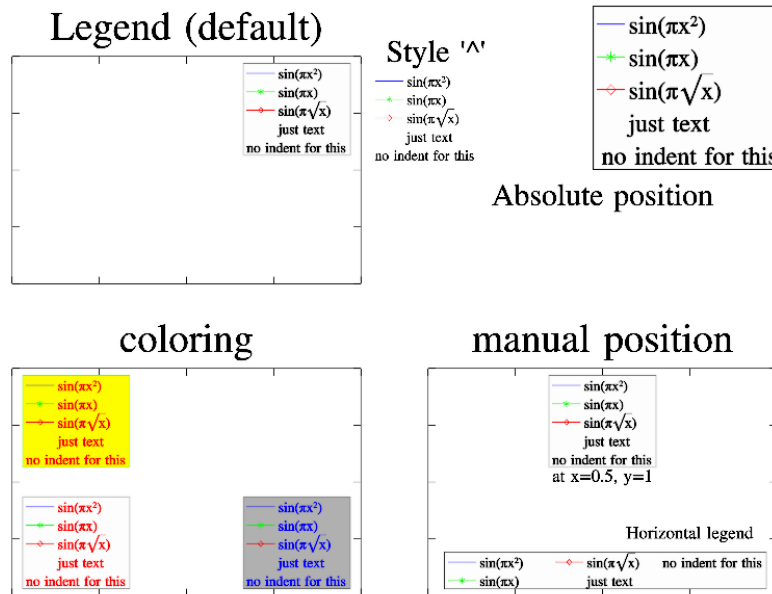 Legend (default)
sin(πx²)
sin(πx)
sin(π√x)
just text
no indent for this
Style '^'
sin(πx²)
sin(πx)
sin(π√x)
just text
no indent for this
sin(πx²)
sin(πx)
sin(π√x)
just text
no indent for this
Absolute position
coloring
sin(πx²)
sin(πx)
sin(π√x)
just text
no indent for this
sin(πx²)
sin(πx)
sin(π√x)
just text
no indent for this
sin(πx²)
sin(πx)
sin(π√x)
just text
no indent for this
manual position
sin(πx²)
sin(πx)
sin(π√x)
just text
no indent for this
at x=0.5, y=1
Horizontal legend
sin(πx²) sin(π√x) no indent for this
sin(πx) just text